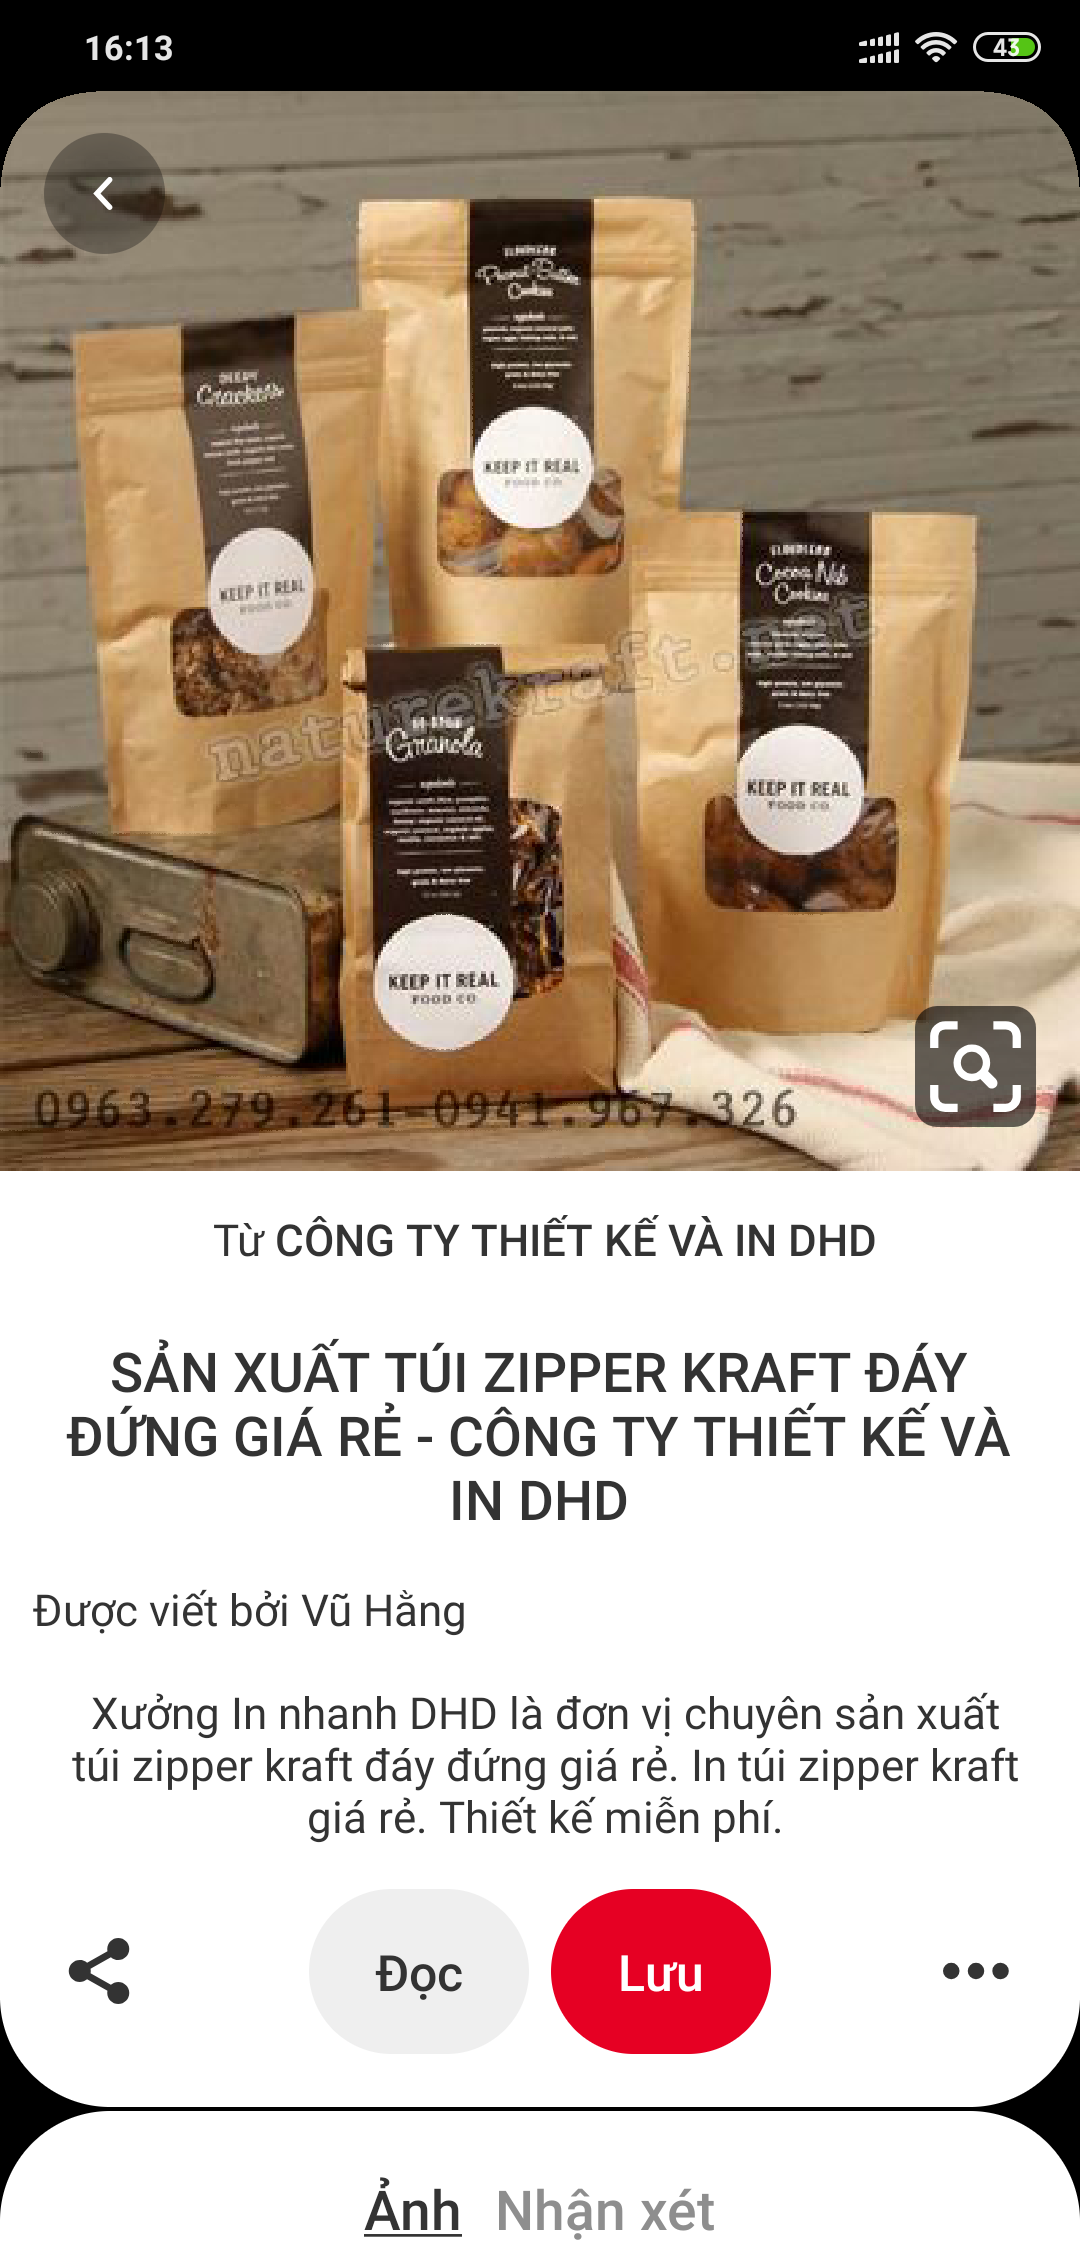 16:13
43
FLOURLESS
Peanut Butter
Cookies
SEEDY
Crackers
KEEP IT REAL
FOOD CO
KEEP IT REAL
FOOD CO
FLOURLESS
Cocoa Nib
Cookies
naturekraft.net
Granola
KEEP IT REAL
FOOD CO
KEEP IT REAL
FOOD CO
0963.279.261-0941.967.326
Từ CÔNG TY THIẾT KẾ VÀ IN DHD
SẢN XUẤT TÚI ZIPPER KRAFT ĐÁY
ĐỨNG GIÁ RẺ - CÔNG TY THIẾT KẾ VÀ
IN DHD
Được viết bởi Vũ Hằng
Xưởng In nhanh DHD là đơn vị chuyên sản xuất
túi zipper kraft đáy đứng giá rẻ. In túi zipper kraft
giá rẻ. Thiết kế miễn phí.
Đọc
Lưu
Ảnh Nhận xét